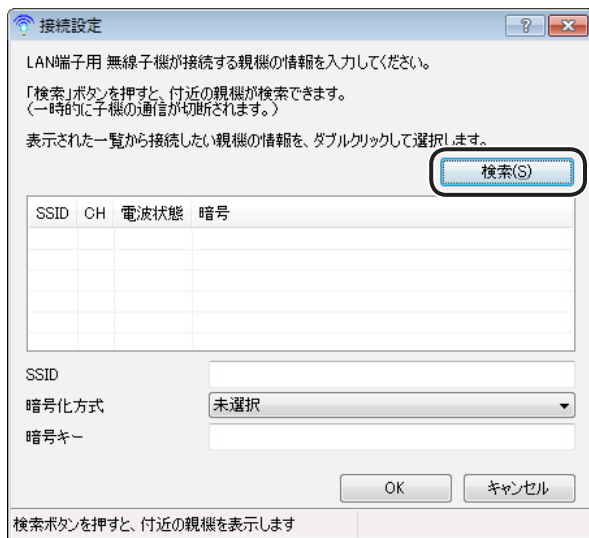 接続設定
LAN端子用 無線子機が接続する親機の情報を入力してください。
「検索」ボタンを押すと、付近の親機が検索できます。
（一時的に子機の通信が切断されます。）
表示された一覧から接続したい親機の情報を、ダブルクリックして選択します。
検索(S)
SSID CH 電波状態 暗号
SSID
暗号化方式 未選択
暗号キー
OK キャンセル
検索ボタンを押すと、付近の親機を表示します